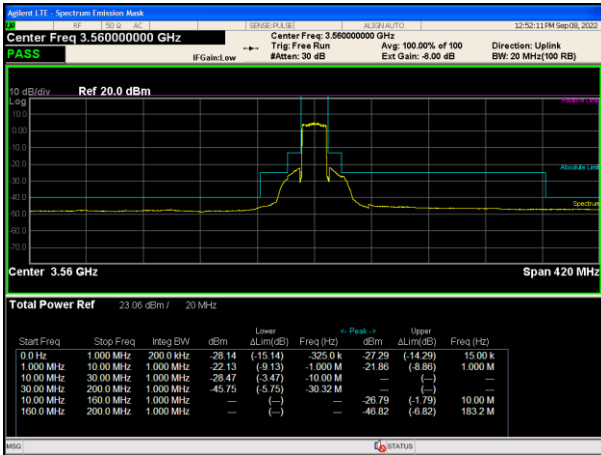 Agilent LTE - Spectrum Emission Mask
RF 50 Ω AC SENSE:PULSE ALIGN AUTO 12:52:11 PM Sep 08, 2022
Center Freq 3.560000000 GHz
Center Freq: 3.560000000 GHz
Trig: Free Run Avg: 100.00% of 100 Direction: Uplink
PASS IFGain:Low #Atten: 30 dB Ext Gain: -8.00 dB BW: 20 MHz(100 RB)
10 dB/div Ref 20.0 dBm
Log
Relative Limit
10.0
0.00
-10.0
-20.0
Absolute Limit
-30.0
-40.0
Spectrum
-50.0
-60.0
-70.0
Center 3.56 GHz Span 420 MHz
Total Power Ref 23.06 dBm / 20 MHz
Lower <- Peak -> Upper
Start Freq Stop Freq Integ BW dBm ΔLim(dB) Freq (Hz) dBm ΔLim(dB) Freq (Hz)
0.0 Hz 1.000 MHz 200.0 kHz -28.14 (-15.14) -325.0 k -27.29 (-14.29) 15.00 k
1.000 MHz 10.00 MHz 1.000 MHz -22.13 (-9.13) -1.000 M -21.86 (-8.86) 1.000 M
10.00 MHz 30.00 MHz 1.000 MHz -28.47 (-3.47) -10.00 M --- (---) ---
30.00 MHz 200.0 MHz 1.000 MHz -45.75 (-5.75) -30.32 M --- (---) ---
10.00 MHz 160.0 MHz 1.000 MHz --- (---) --- -26.79 (-1.79) 10.00 M
160.0 MHz 200.0 MHz 1.000 MHz --- (---) --- -46.82 (-6.82) 183.2 M
MSG STATUS